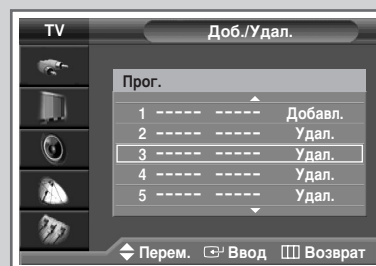 TV Доб./Удал.
Прог.
1 ----- ----- Добавл.
2 ----- ----- Удал.
3 ----- ----- Удал.
4 ----- ----- Удал.
5 ----- ----- Удал.
Перем. Ввод Возврат